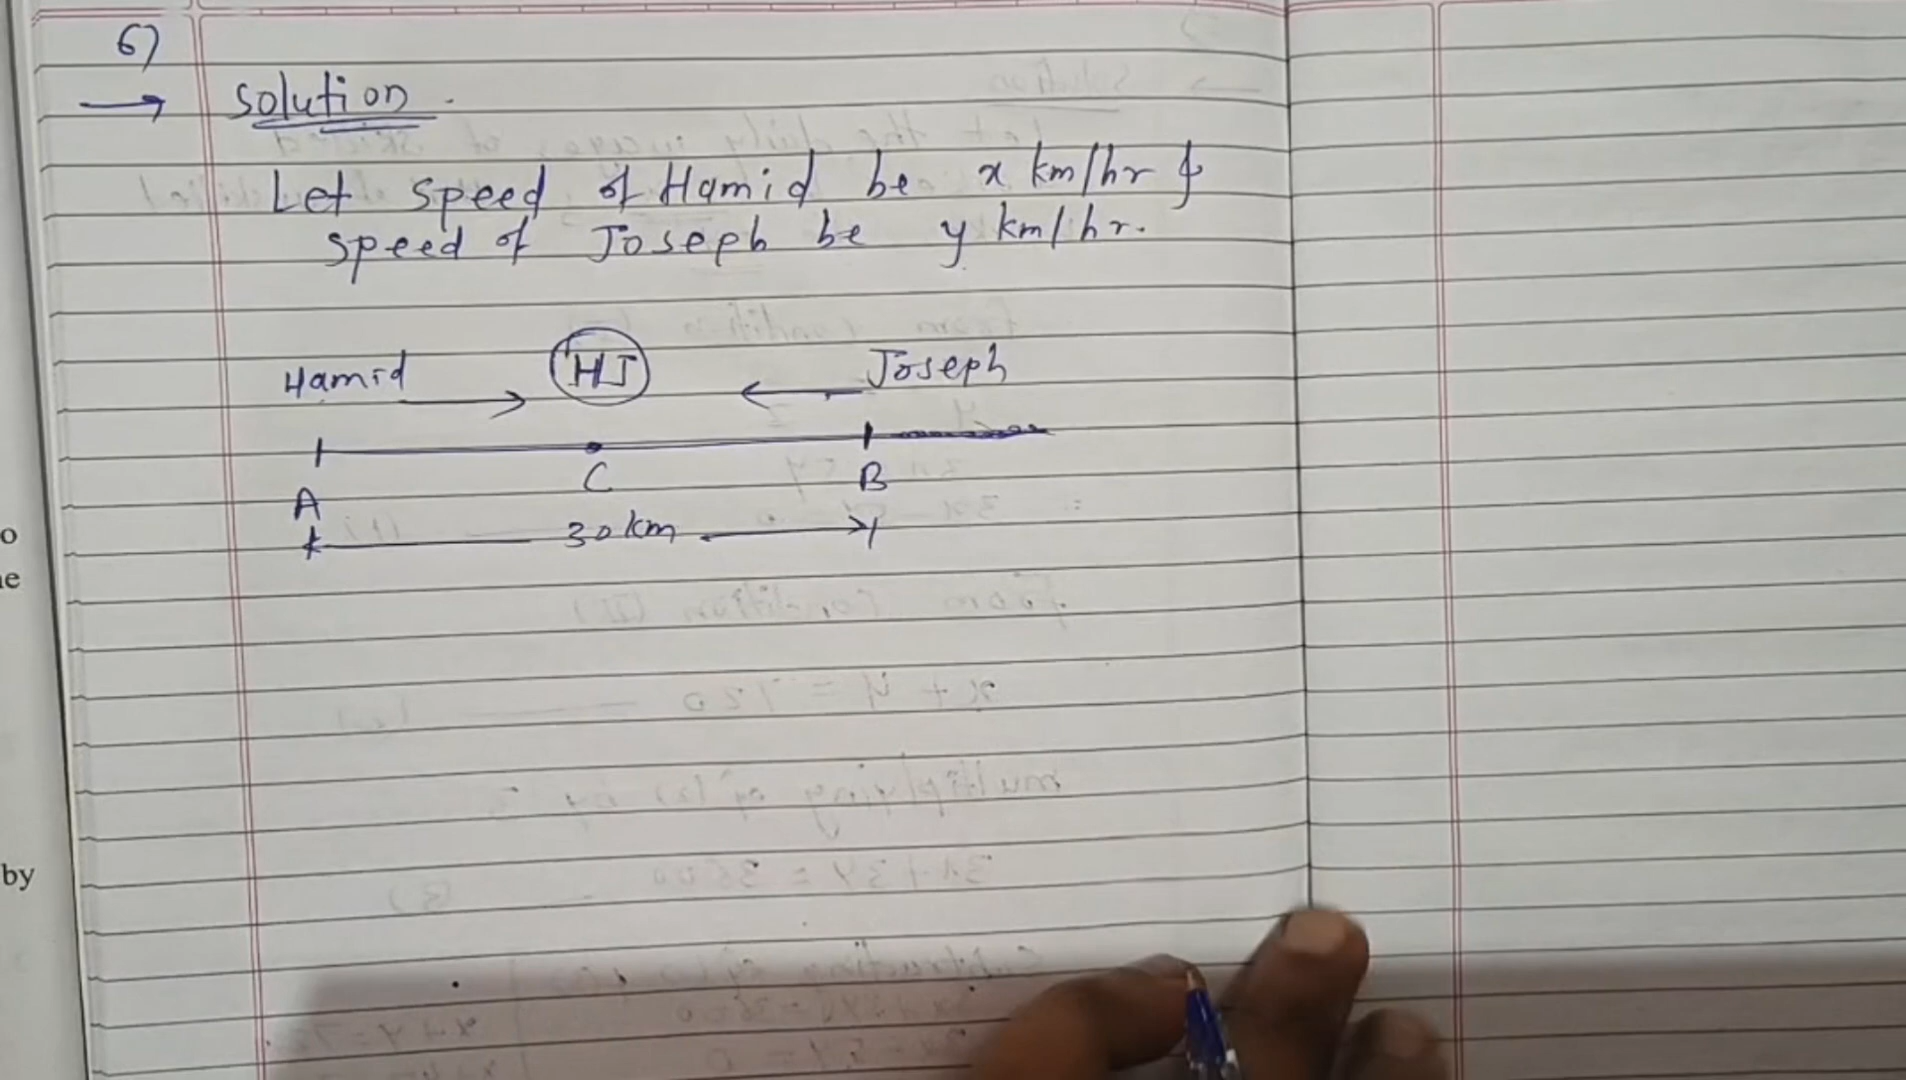 6)
→ Solution.
Let speed of Hamid be x km/hr &
speed of Joseph be y km/hr.
Hamid → HJ ← Joseph
A C B
30 km
by